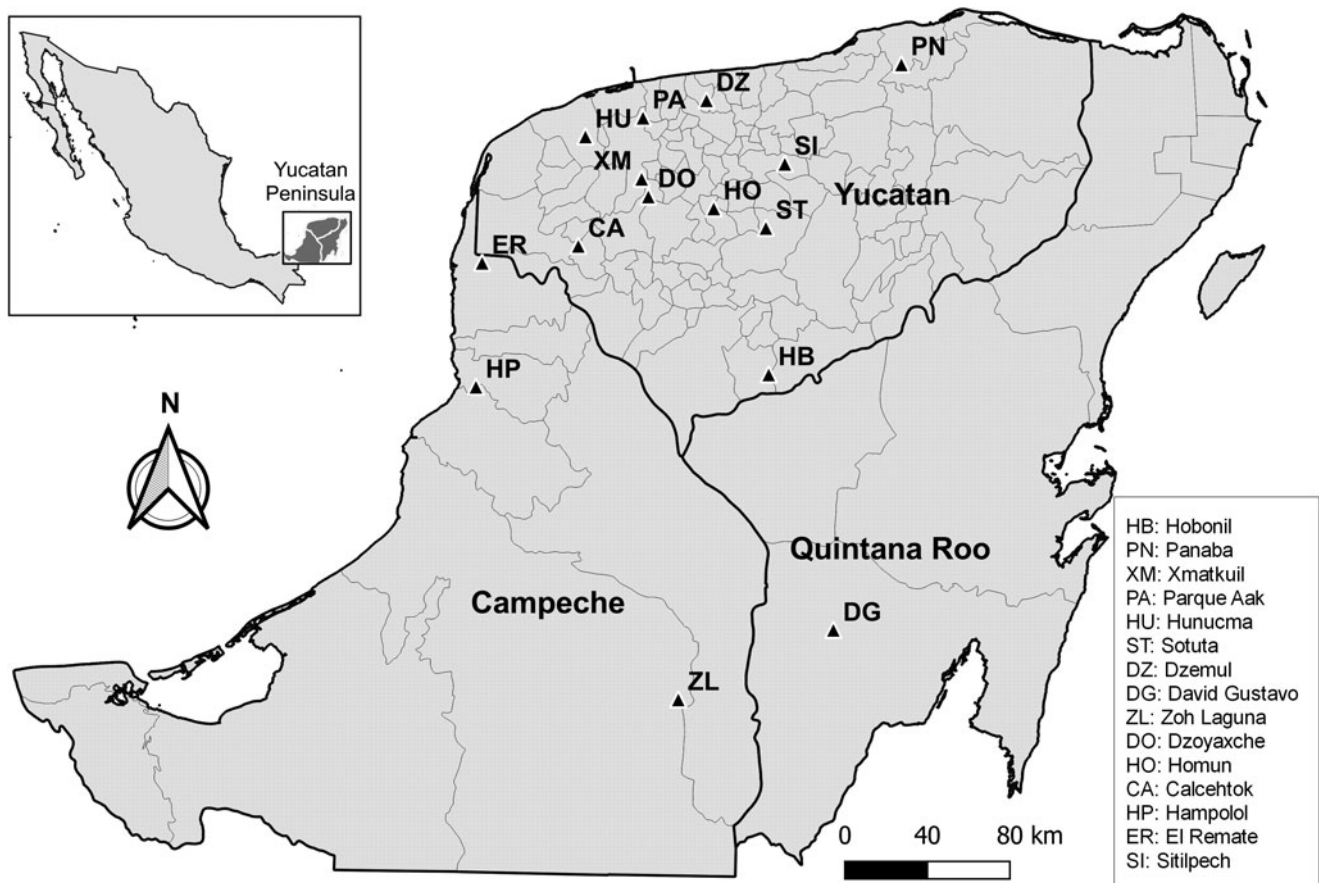 Yucatan
Peninsula
PN
DZ
PA
HU
SI
XM
DO
HO
Yucatan
ST
CA
ER
HB
HP
N
Quintana Roo
Campeche
DG
ZL
0 40 80 km
HB: Hobonil
PN: Panaba
XM: Xmatkuil
PA: Parque Aak
HU: Hunucma
ST: Sotuta
DZ: Dzemul
DG: David Gustavo
ZL: Zoh Laguna
DO: Dzoyaxche
HO: Homun
CA: Calcehtok
HP: Hampolol
ER: El Remate
SI: Sitilpech